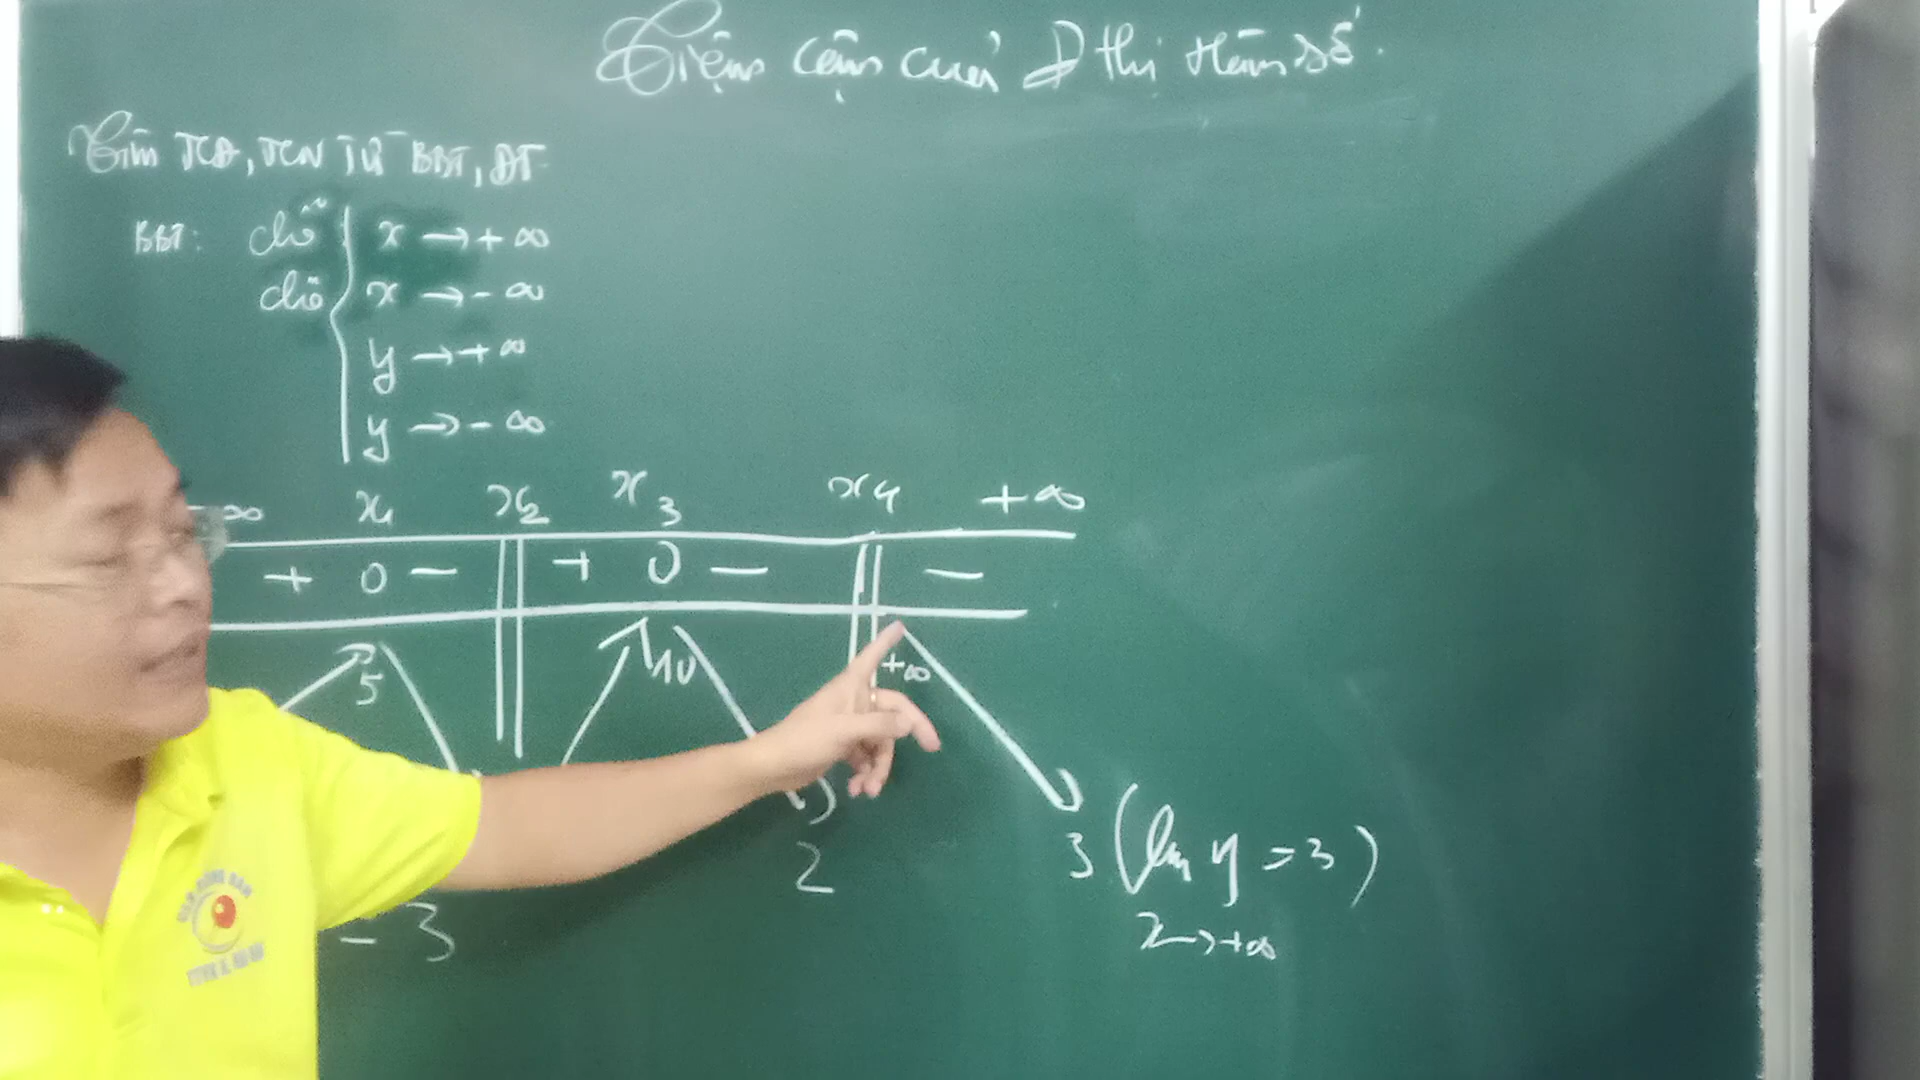 Tiệm cận của Đ thị Hàm số.
Tìm TCĐ, TCN Từ BBT, ĐT
BBT: chỗ x → + ∞
chỗ x → - ∞
y → + ∞
y → - ∞
∞ x₁ x₂ x₃ x₄ +∞
+ 0 − || + 0 − || −
5 10 +∞
3 (lim y = 3)
x→+∞
2
-3